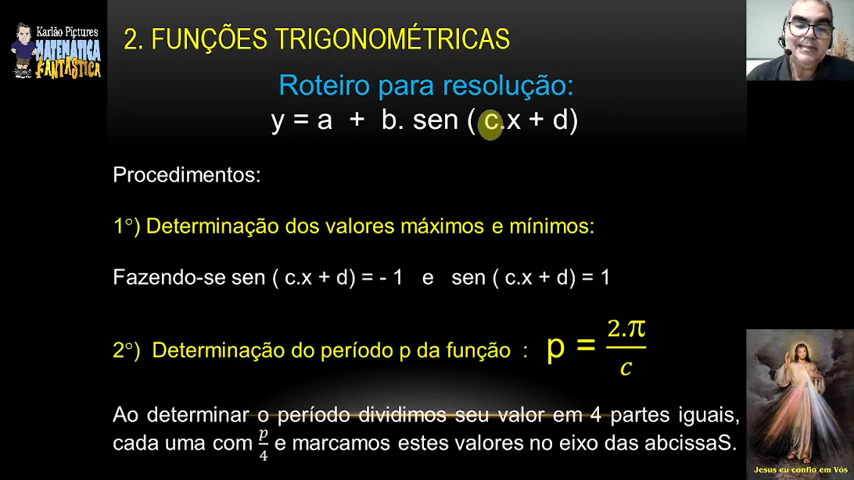 Karlão Pictures
MATEMÁTICA
FANTÁSTICA
2. FUNÇÕES TRIGONOMÉTRICAS
Roteiro para resolução:
y = a + b. sen ( c.x + d)
Procedimentos:
1°) Determinação dos valores máximos e mínimos:
Fazendo-se sen ( c.x + d) = - 1 e sen ( c.x + d) = 1
2°) Determinação do período p da função : p = 2.π/c
Ao determinar o período dividimos seu valor em 4 partes iguais,
cada uma com p/4 e marcamos estes valores no eixo das abcissaS.
Jesus eu confio em Vós